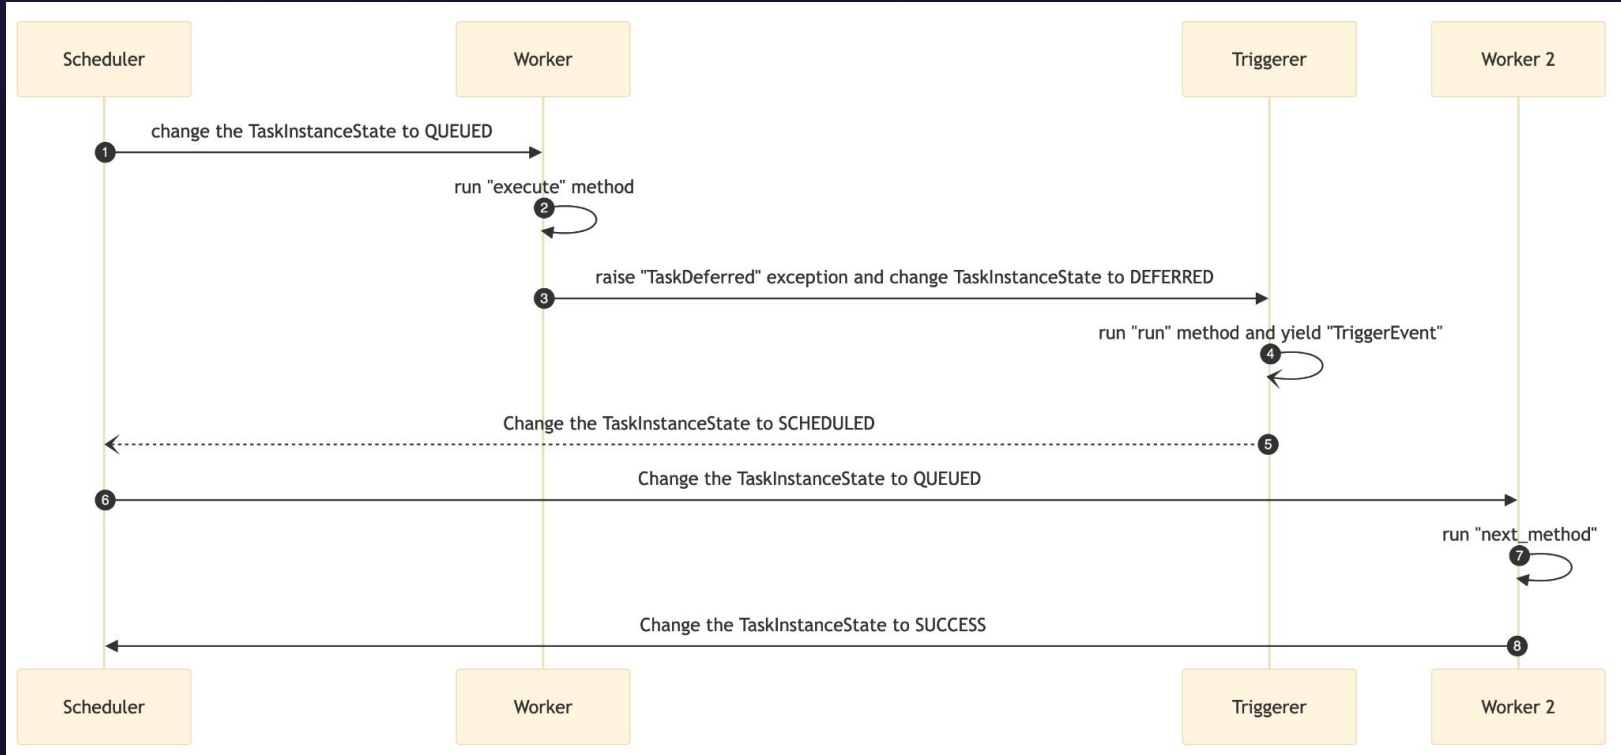 Scheduler
Worker
Triggerer
Worker 2
change the TaskInstanceState to QUEUED
1
run "execute" method
2
raise "TaskDeferred" exception and change TaskInstanceState to DEFERRED
3
run "run" method and yield "TriggerEvent"
4
Change the TaskInstanceState to SCHEDULED
5
Change the TaskInstanceState to QUEUED
6
run "next_method"
7
Change the TaskInstanceState to SUCCESS
8
Scheduler
Worker
Triggerer
Worker 2